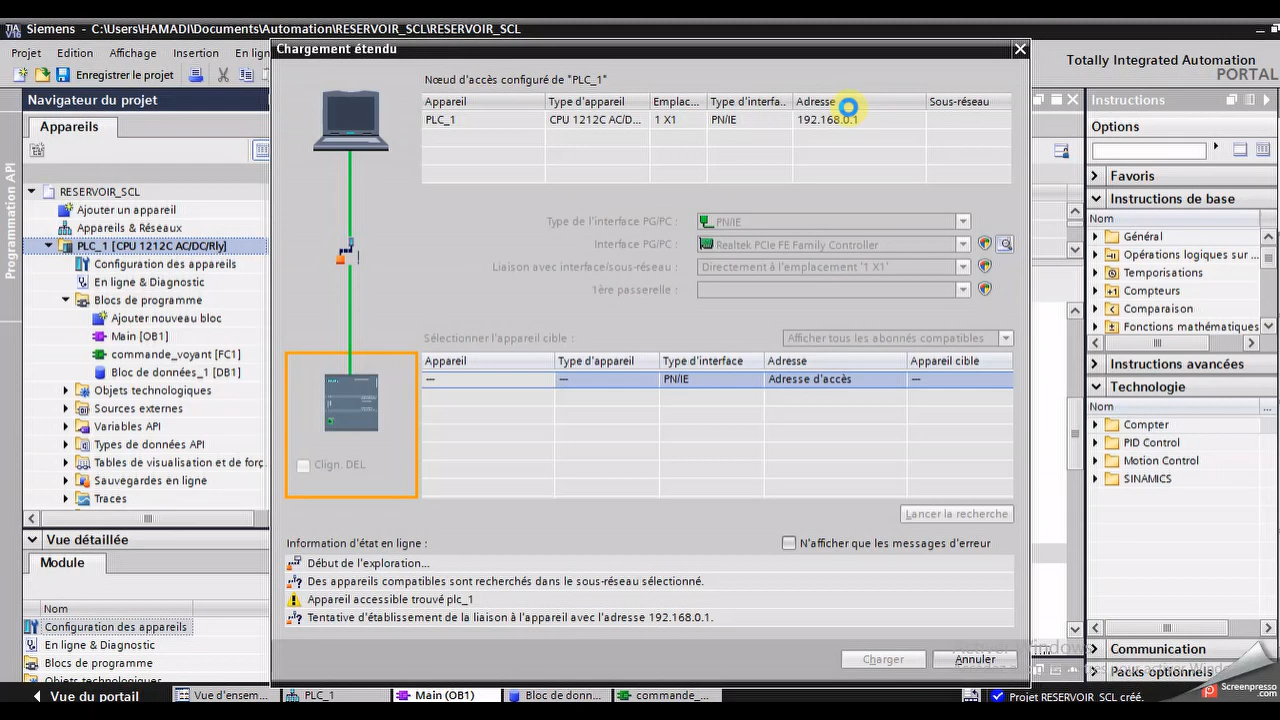 TIA V16 Siemens - C:\Users\HAMADI\Documents\Automation\RESERVOIR_SCL\RESERVOIR_SCL
Projet Edition Affichage Insertion En lign
Enregistrer le projet
Totally Integrated Automation
PORTAL
Chargement étendu
Navigateur du projet
Appareils
Programmation API
RESERVOIR_SCL
Ajouter un appareil
Appareils & Réseaux
PLC_1 [CPU 1212C AC/DC/Rly]
Configuration des appareils
En ligne & Diagnostic
Blocs de programme
Ajouter nouveau bloc
Main [OB1]
commande_voyant [FC1]
Bloc de données_1 [DB1]
Objets technologiques
Sources externes
Variables API
Types de données API
Tables de visualisation et de forç
Sauvegardes en ligne
Traces
Vue détaillée
Module
Nom
Configuration des appareils
En ligne & Diagnostic
Blocs de programme
Objets technologiques
Nœud d'accès configuré de "PLC_1"
Appareil Type d'appareil Emplac... Type d'interfa.. Adresse Sous-réseau
PLC_1 CPU 1212C AC/D... 1 X1 PN/IE 192.168.0.1
Type de l'interface PG/PC : PN/IE
Interface PG/PC : Realtek PCIe FE Family Controller
Liaison avec interface/sous-réseau : Directement à l'emplacement '1 X1'
1ère passerelle :
Sélectionner l'appareil cible : Afficher tous les abonnés compatibles
Appareil Type d'appareil Type d'interface Adresse Appareil cible
— — PN/IE Adresse d'accès —
Clign. DEL
Lancer la recherche
Information d'état en ligne : N'afficher que les messages d'erreur
Début de l'exploration...
Des appareils compatibles sont recherchés dans le sous-réseau sélectionné.
Appareil accessible trouvé plc_1
Tentative d'établissement de la liaison à l'appareil avec l'adresse 192.168.0.1.
Charger Annuler
Instructions
Options
Favoris
Instructions de base
Nom
Général
Opérations logiques sur ...
Temporisations
Compteurs
Comparaison
Fonctions mathématiques
Instructions avancées
Technologie
Nom ...
Compter
PID Control
Motion Control
SINAMICS
Communication
Packs optionnels
Screenpresso
.com
Vue du portail Vue d'ensem... PLC_1 Main (OB1) Bloc de donn... commande_... Projet RESERVOIR_SCL créé.